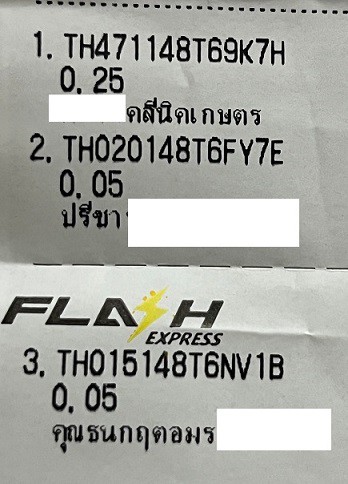 1. TH471148T69K7H
0.25
คลีนิคเกษตร
2. TH020148T6FY7E
0.05
ปรีชา
FLASH
EXPRESS
3. TH015148T6NV1B
0.05
คุณธนกฤตอมร